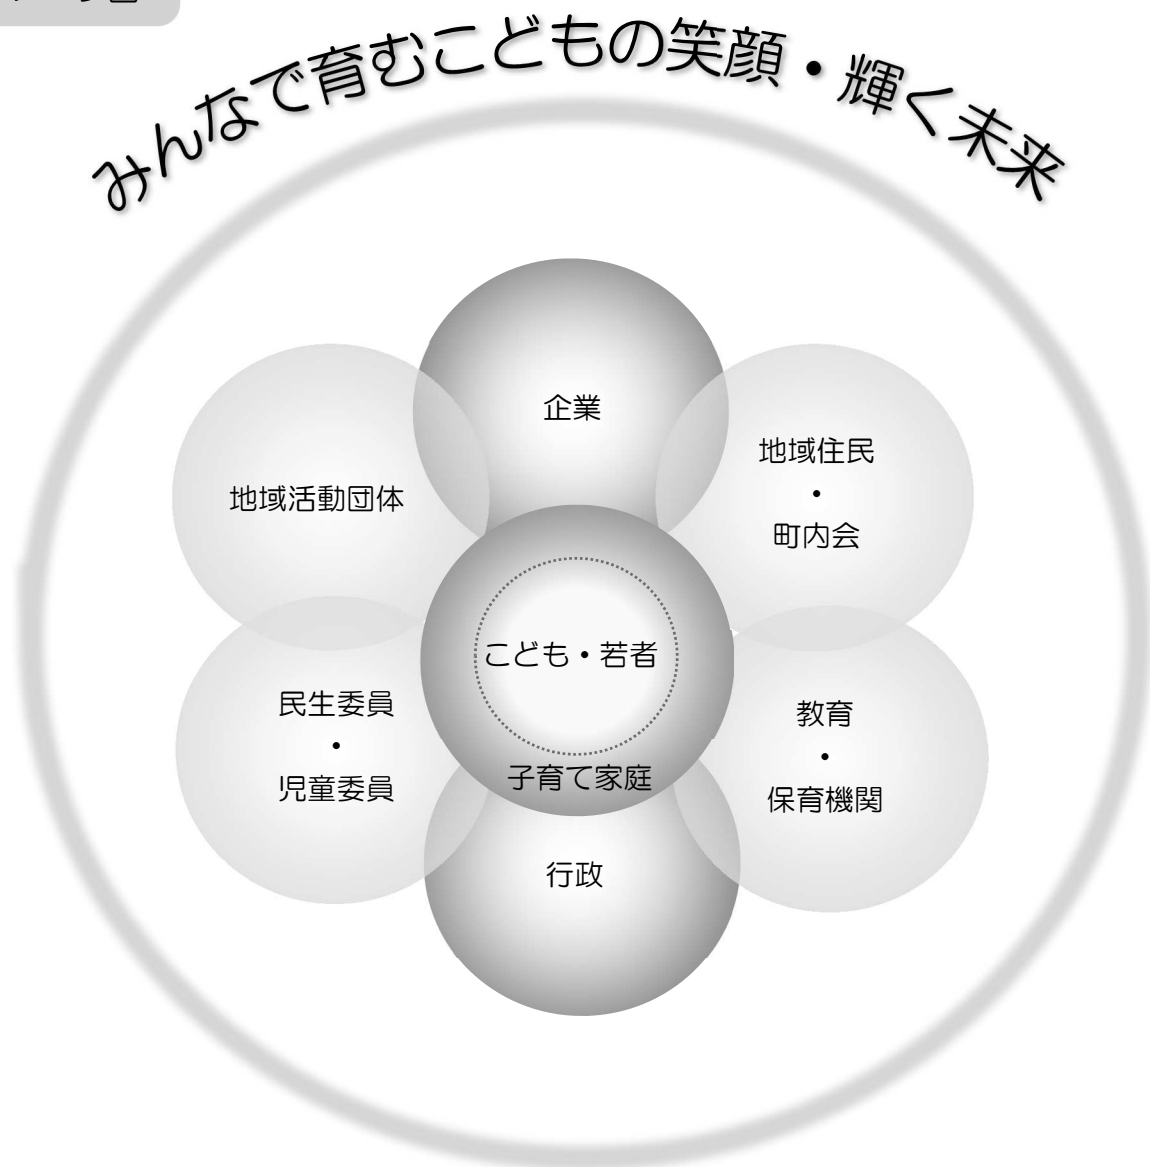 みんなで育むこどもの笑顔・輝く未来
企業
地域活動団体
地域住民
・
町内会
こども・若者
子育て家庭
民生委員
・
児童委員
教育
・
保育機関
行政